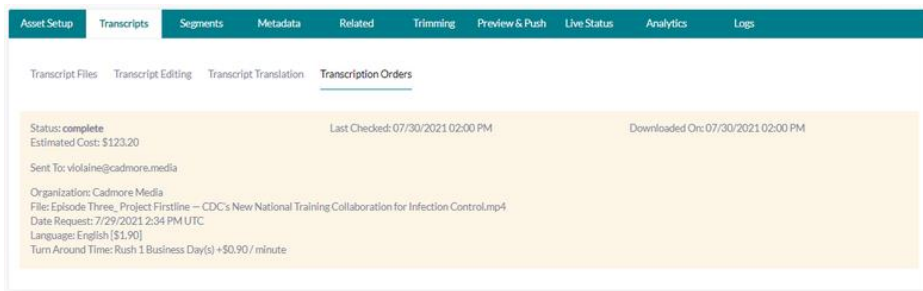 Asset Setup Transcripts Segments Metadata Related Trimming Preview & Push Live Status Analytics Logs
Transcript Files Transcript Editing Transcript Translation Transcription Orders
Status: complete Last Checked: 07/30/2021 02:00 PM Downloaded On: 07/30/2021 02:00 PM
Estimated Cost: $123.20
Sent To: violaine@cadmore.media
Organization: Cadmore Media
File: Episode Three_ Project Firstline — CDC's New National Training Collaboration for Infection Control.mp4
Date Request: 7/29/2021 2:34 PM UTC
Language: English [$1.90]
Turn Around Time: Rush 1 Business Day(s) +$0.90 / minute